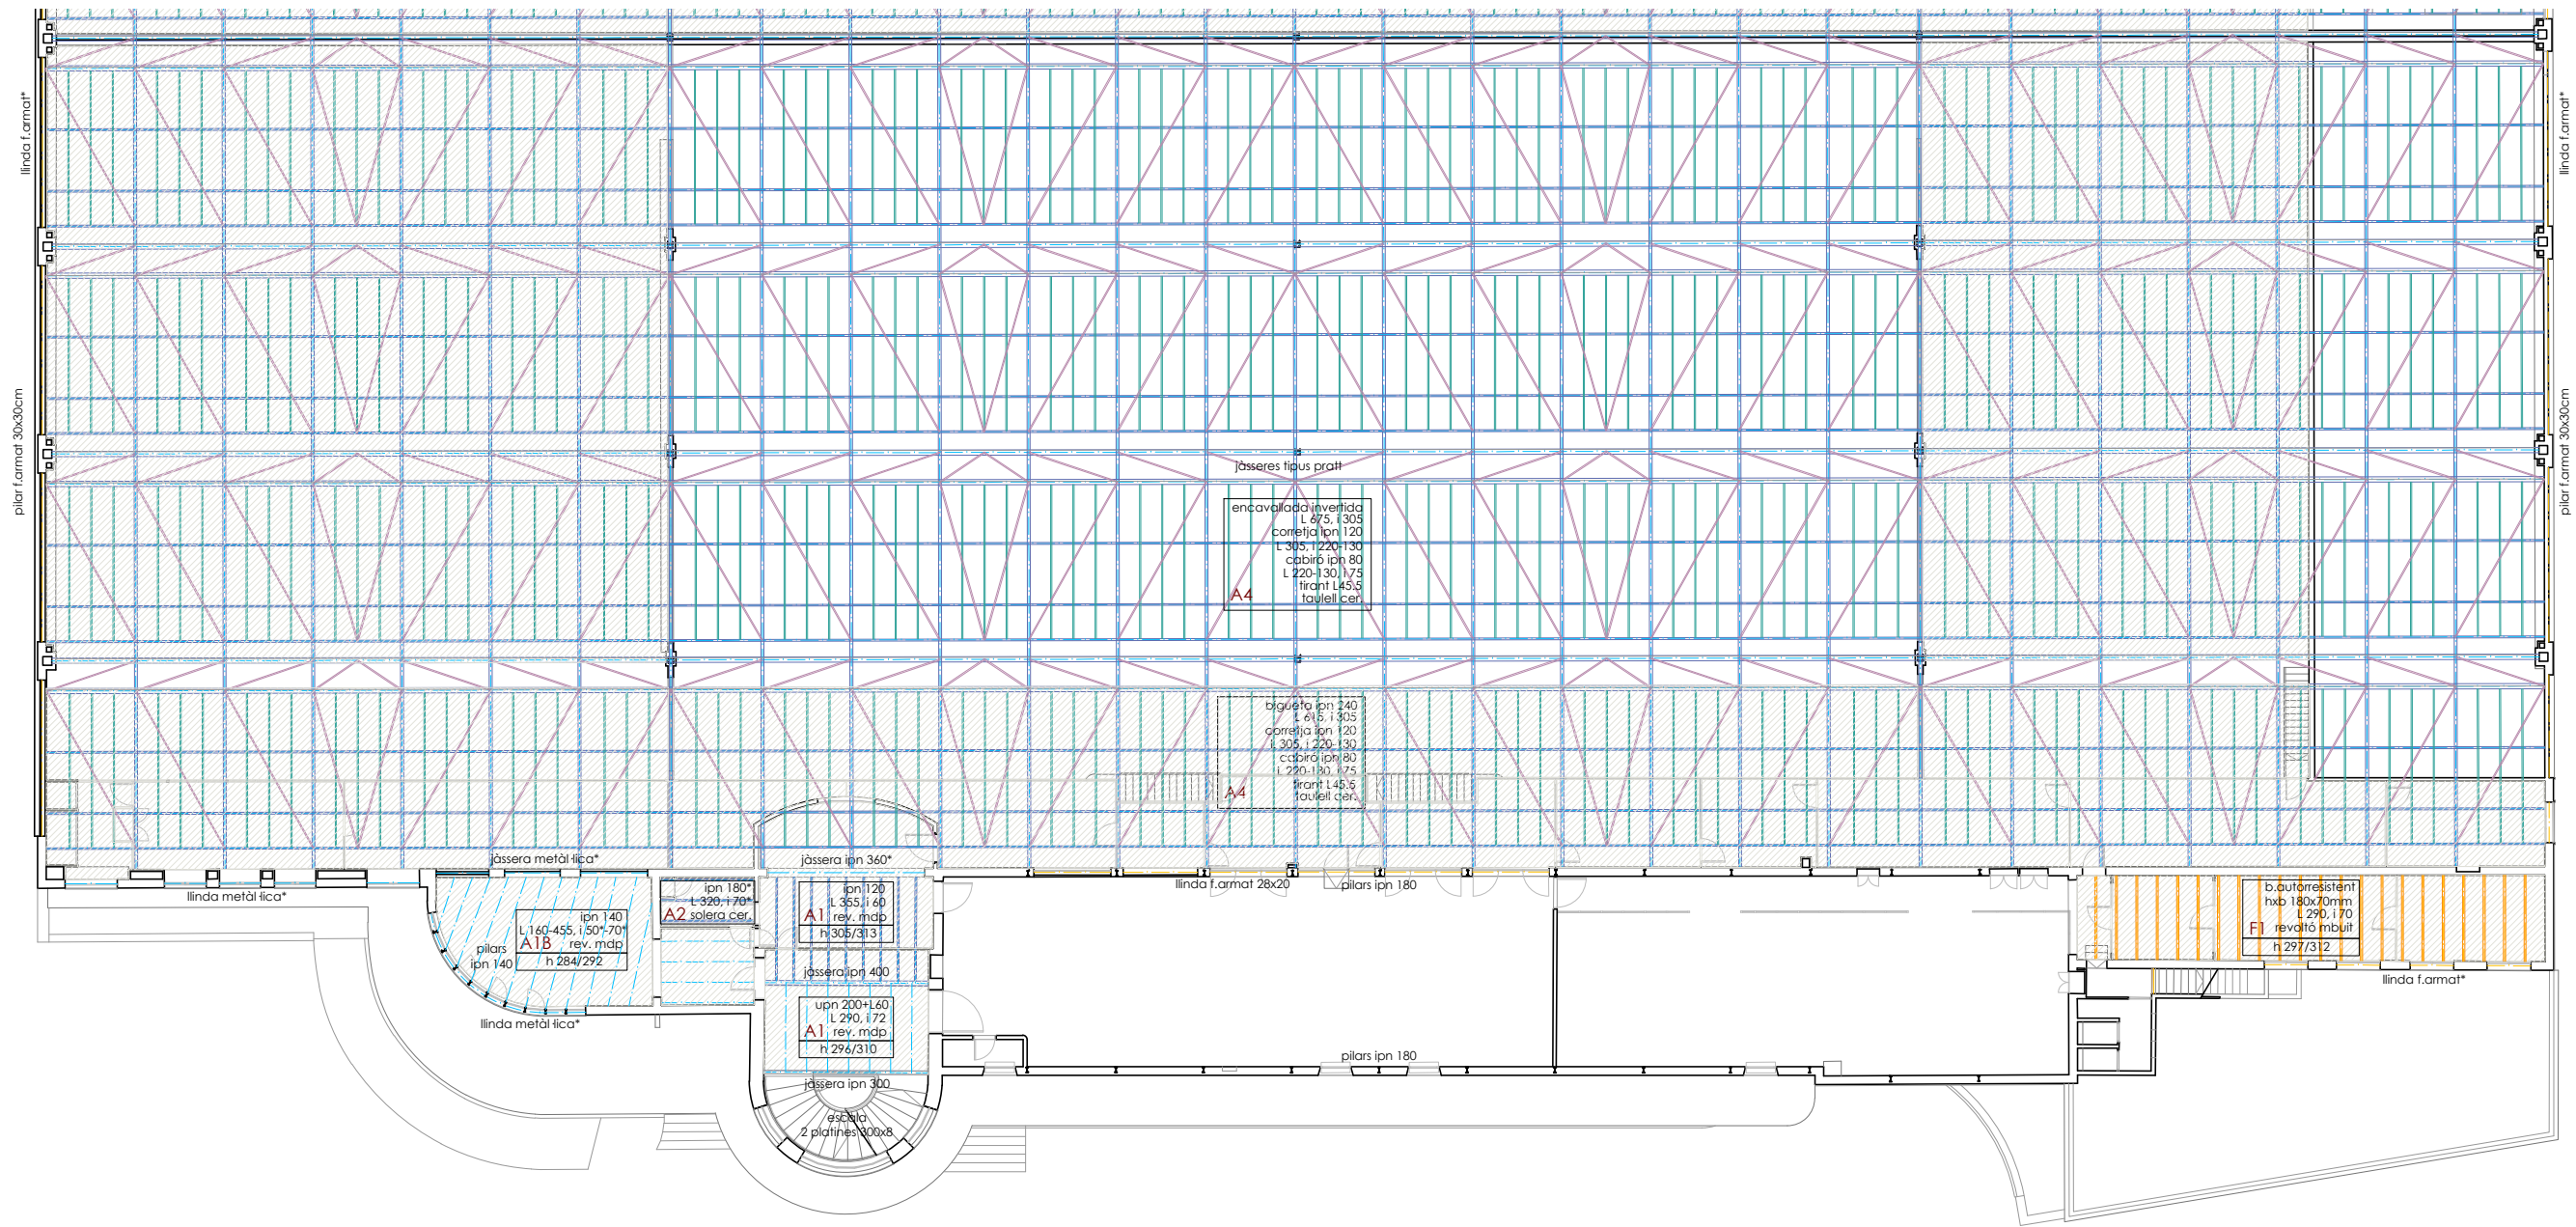 llinda f.armat*
llinda f.armat*
pilar f.armat 30x30cm
pilar f.armat 30x30cm
jàsseres tipus pratt
encavallada invertida
L 675, i 305
corretja ipn 120
L 305, i 220-130
cabiró ipn 80
L 220-130, i 75
tirant L45.5
A4 taulell cer.
bigueta ipn 240
L 615, i 305
corretja ipn 120
L 305, i 220-130
cabiró ipn 80
L 220-130, i 75
tirant L45.5
A4 taulell cer.
jàssera metàl·lica*
jàssera ipn 360*
llinda f.armat 28x20
pilars ipn 180
llinda metàl·lica*
ipn 180*
L 320, i 70*
A2 solera cer.
ipn 120
L 355, i 60
A1 rev. mdp
h 305/313
b.autorresistent
hxb 180x70mm
L 290, i 70
F1 revoltó mbuit
h 297/312
ipn 140
L 160-455, i 50*-70*
A1B rev. mdp
h 284/292
pilars
ipn 140
jàssera ipn 400
llinda f.armat*
upn 200+L60
L 290, i 72
A1 rev. mdp
h 296/310
llinda metàl·lica*
pilars ipn 180
jàssera ipn 300
escala
2 platines 300x8